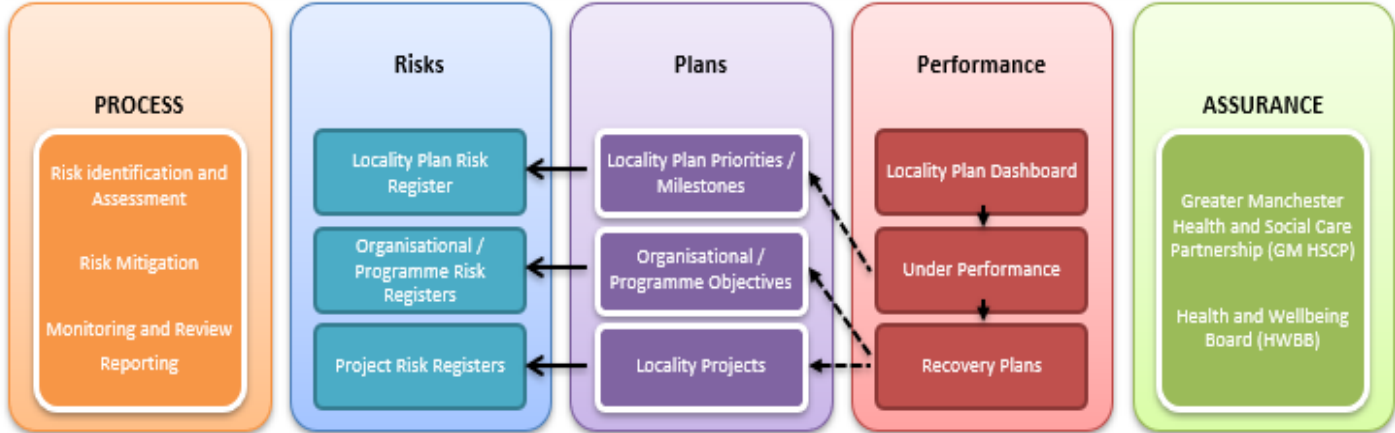 PROCESS
Risk identification and
Assessment
Risk Mitigation
Monitoring and Review
Reporting
Risks
Locality Plan Risk
Register
Organisational /
Programme Risk
Registers
Project Risk Registers
Plans
Locality Plan Priorities /
Milestones
Organisational /
Programme Objectives
Locality Projects
Performance
Locality Plan Dashboard
Under Performance
Recovery Plans
ASSURANCE
Greater Manchester
Health and Social Care
Partnership (GM HSCP)
Health and Wellbeing
Board (HWBB)